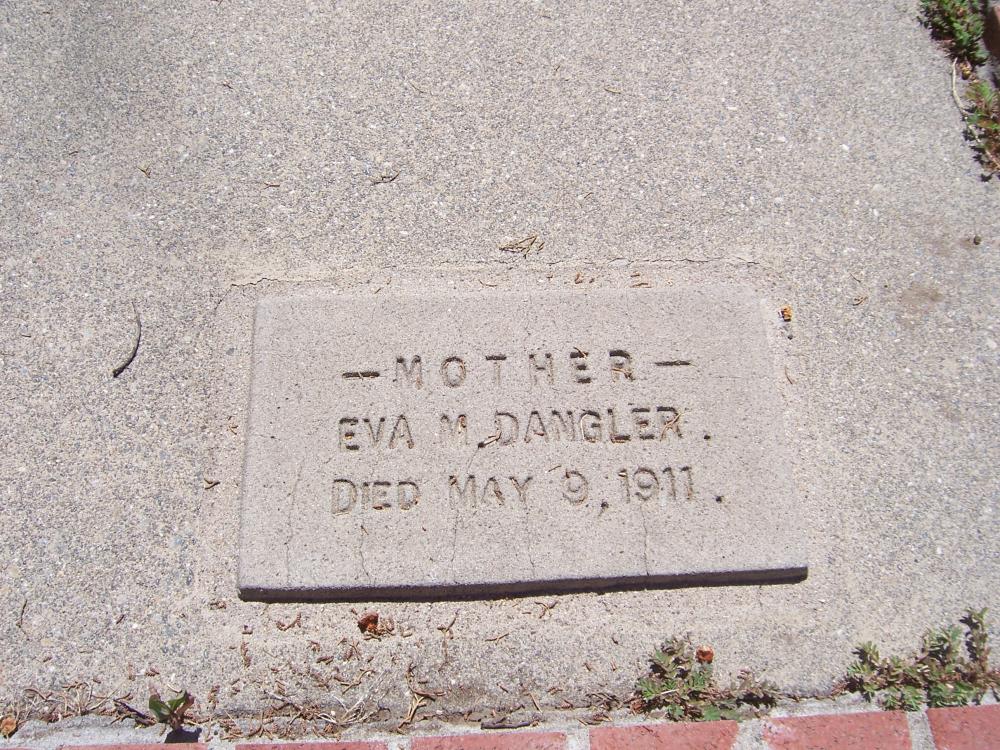 — MOTHER —
EVA M. DANGLER.
DIED MAY 9, 1911.